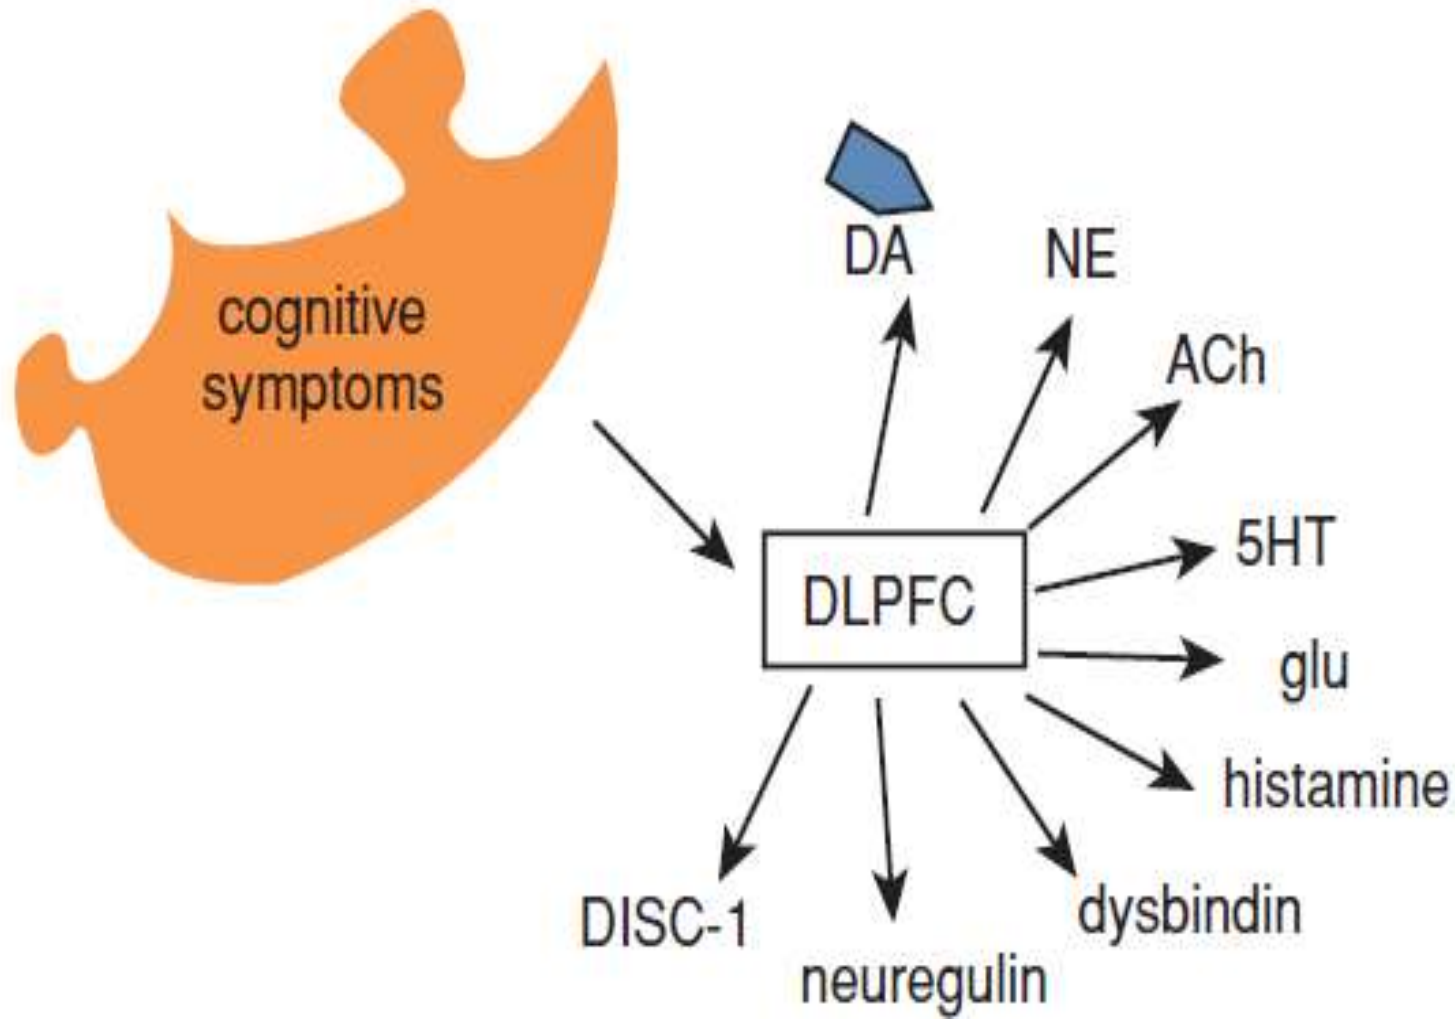 cognitive
symptoms
DA
NE
ACh
5HT
DLPFC
glu
histamine
dysbindin
DISC-1
neuregulin